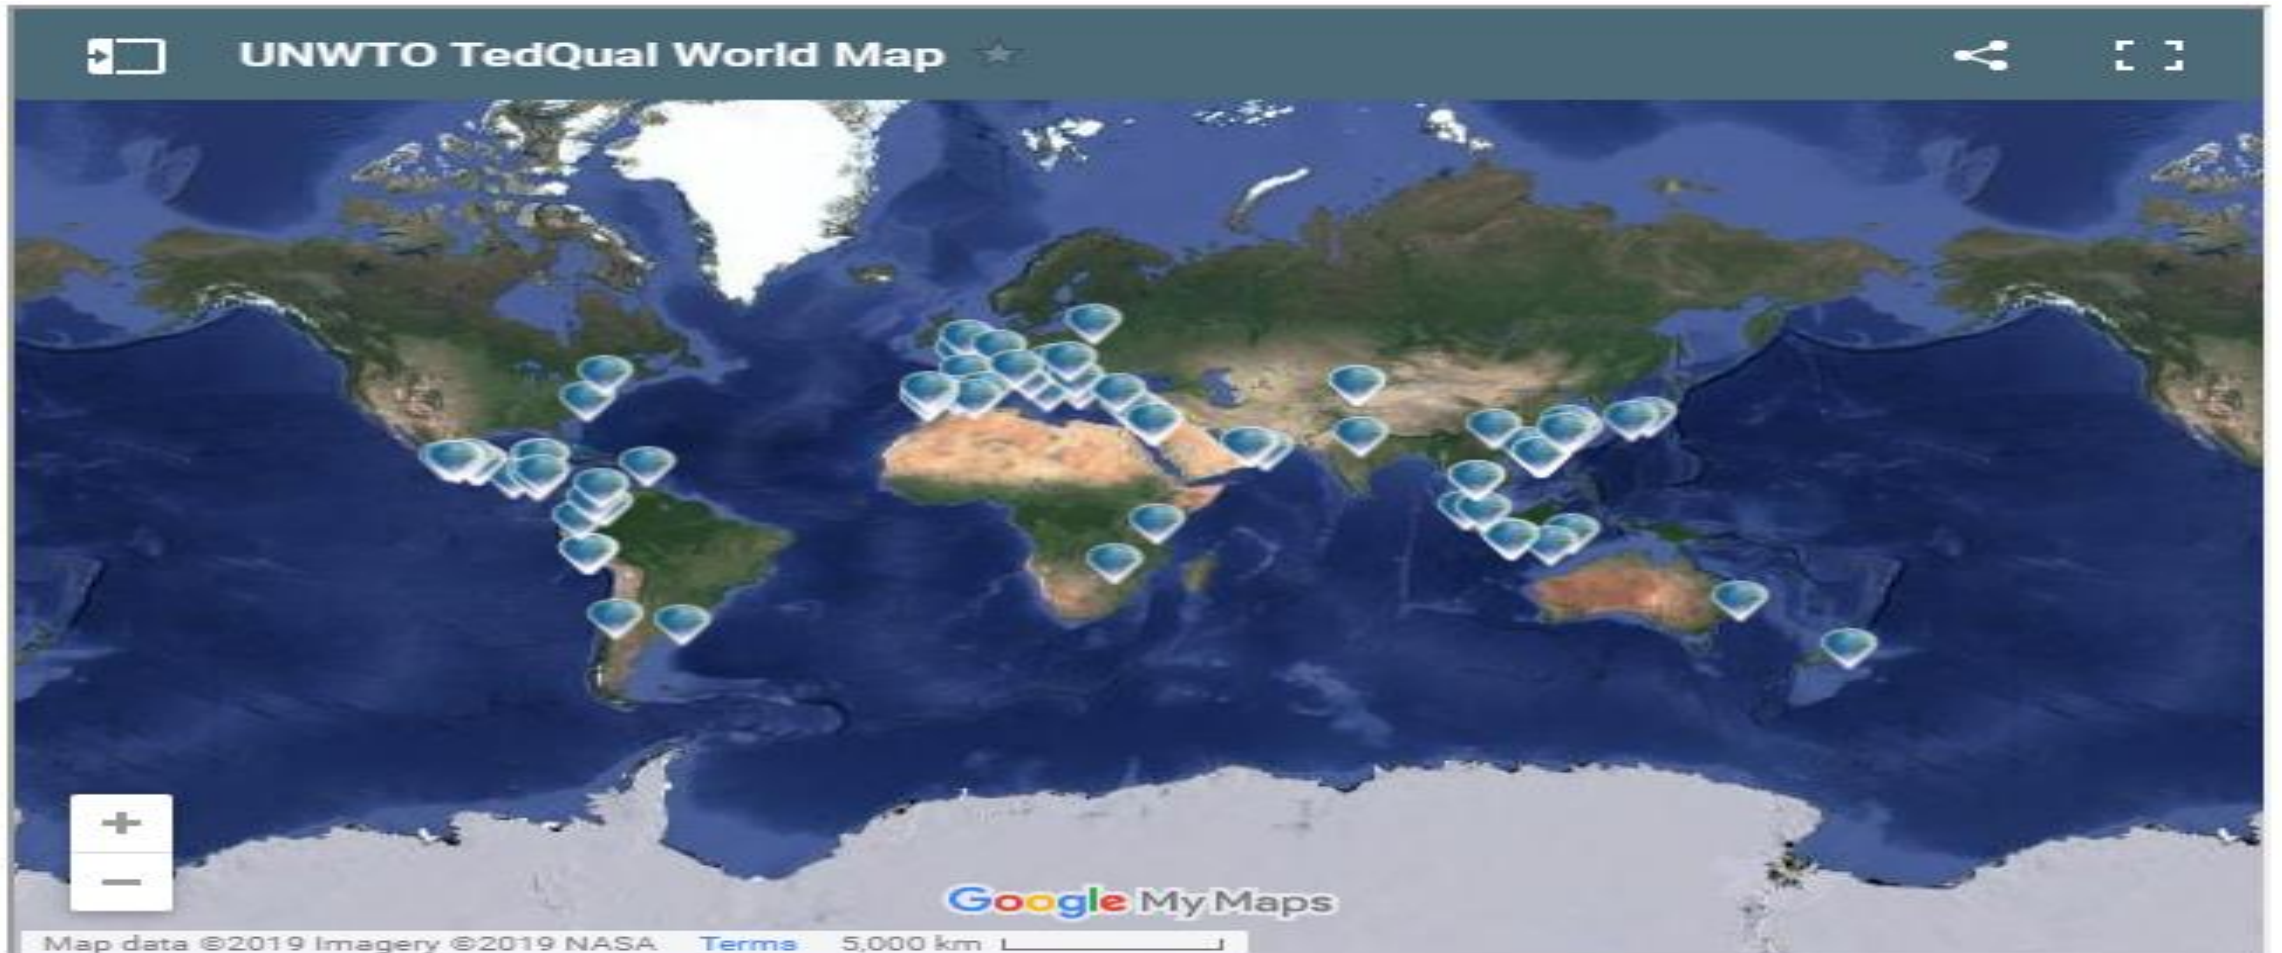 UNWTO TedQual World Map
Google My Maps
Map data ©2019 Imagery ©2019 NASA Terms 5,000 km